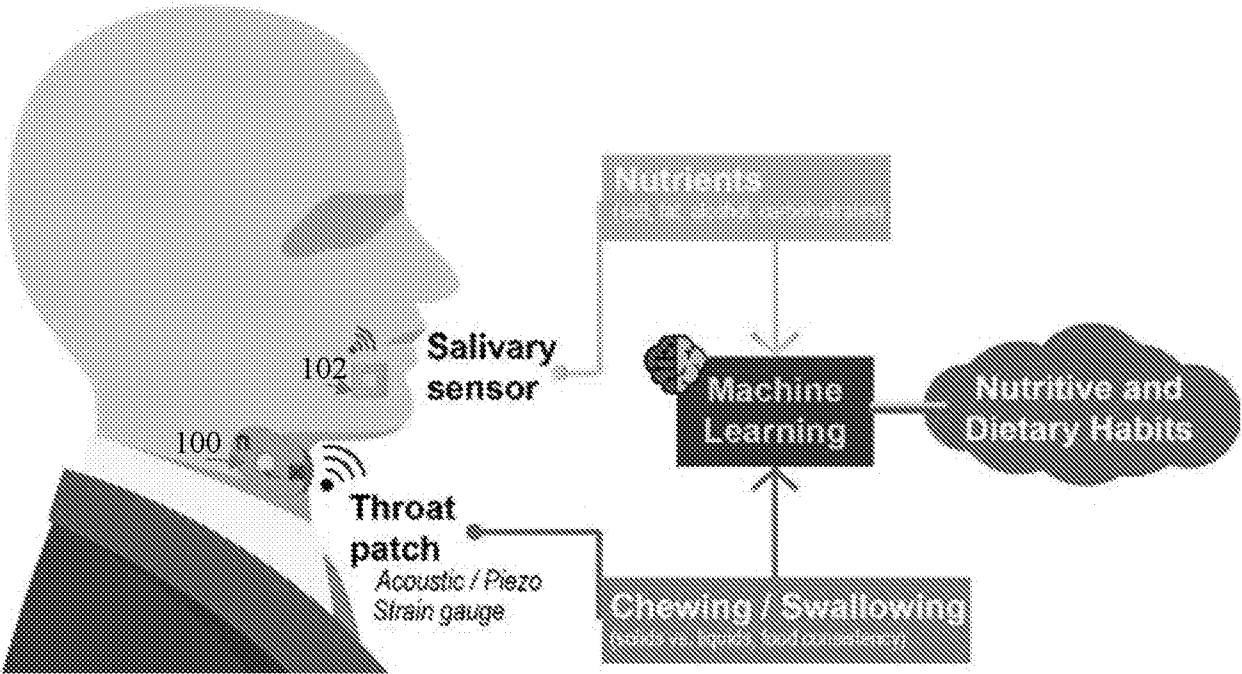 Nutrients
102
Salivary
sensor
100
Throat
patch
Acoustic / Piezo
Strain gauge
Machine
Learning
Nutritive and
Dietary Habits
Chewing / Swallowing